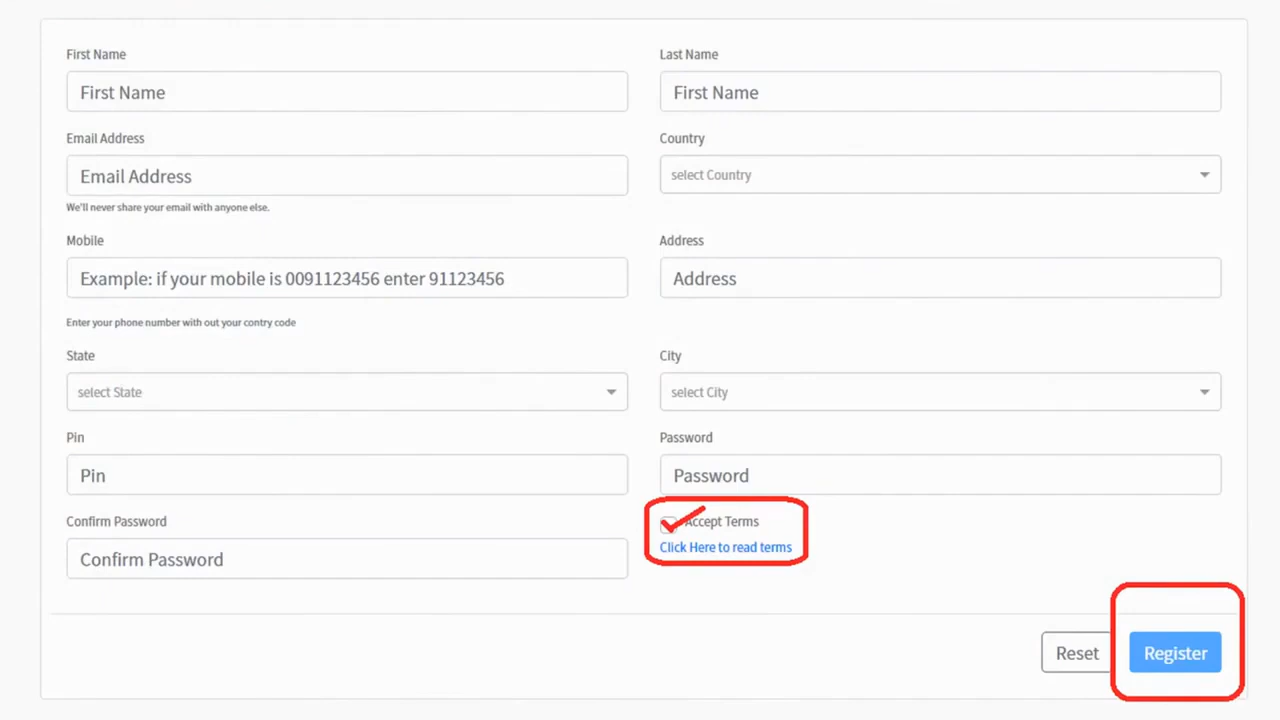 First Name
Last Name
First Name
First Name
Email Address
Country
Email Address
select Country
We'll never share your email with anyone else.
Mobile
Address
Example: if your mobile is 0091123456 enter 91123456
Address
Enter your phone number with out your contry code
State
City
select State
select City
Pin
Password
Pin
Password
Confirm Password
Accept Terms
Click Here to read terms
Confirm Password
Reset
Register